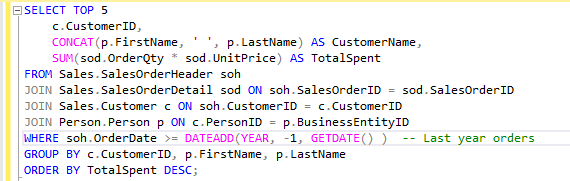 SELECT TOP 5
    c.CustomerID,
    CONCAT(p.FirstName, ' ', p.LastName) AS CustomerName,
    SUM(sod.OrderQty * sod.UnitPrice) AS TotalSpent
FROM Sales.SalesOrderHeader soh
JOIN Sales.SalesOrderDetail sod ON soh.SalesOrderID = sod.SalesOrderID
JOIN Sales.Customer c ON soh.CustomerID = c.CustomerID
JOIN Person.Person p ON c.PersonID = p.BusinessEntityID
WHERE soh.OrderDate >= DATEADD(YEAR, -1, GETDATE() )  -- Last year orders
GROUP BY c.CustomerID, p.FirstName, p.LastName
ORDER BY TotalSpent DESC;